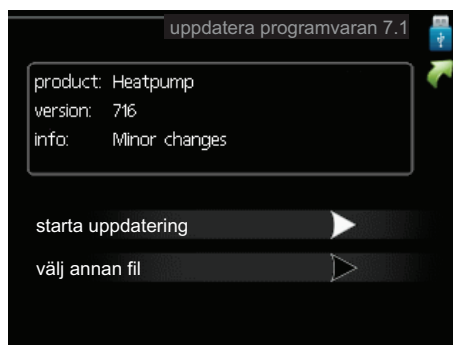 uppdatera programvaran 7.1
product: Heatpump
version: 716
info: Minor changes
starta uppdatering
välj annan fil